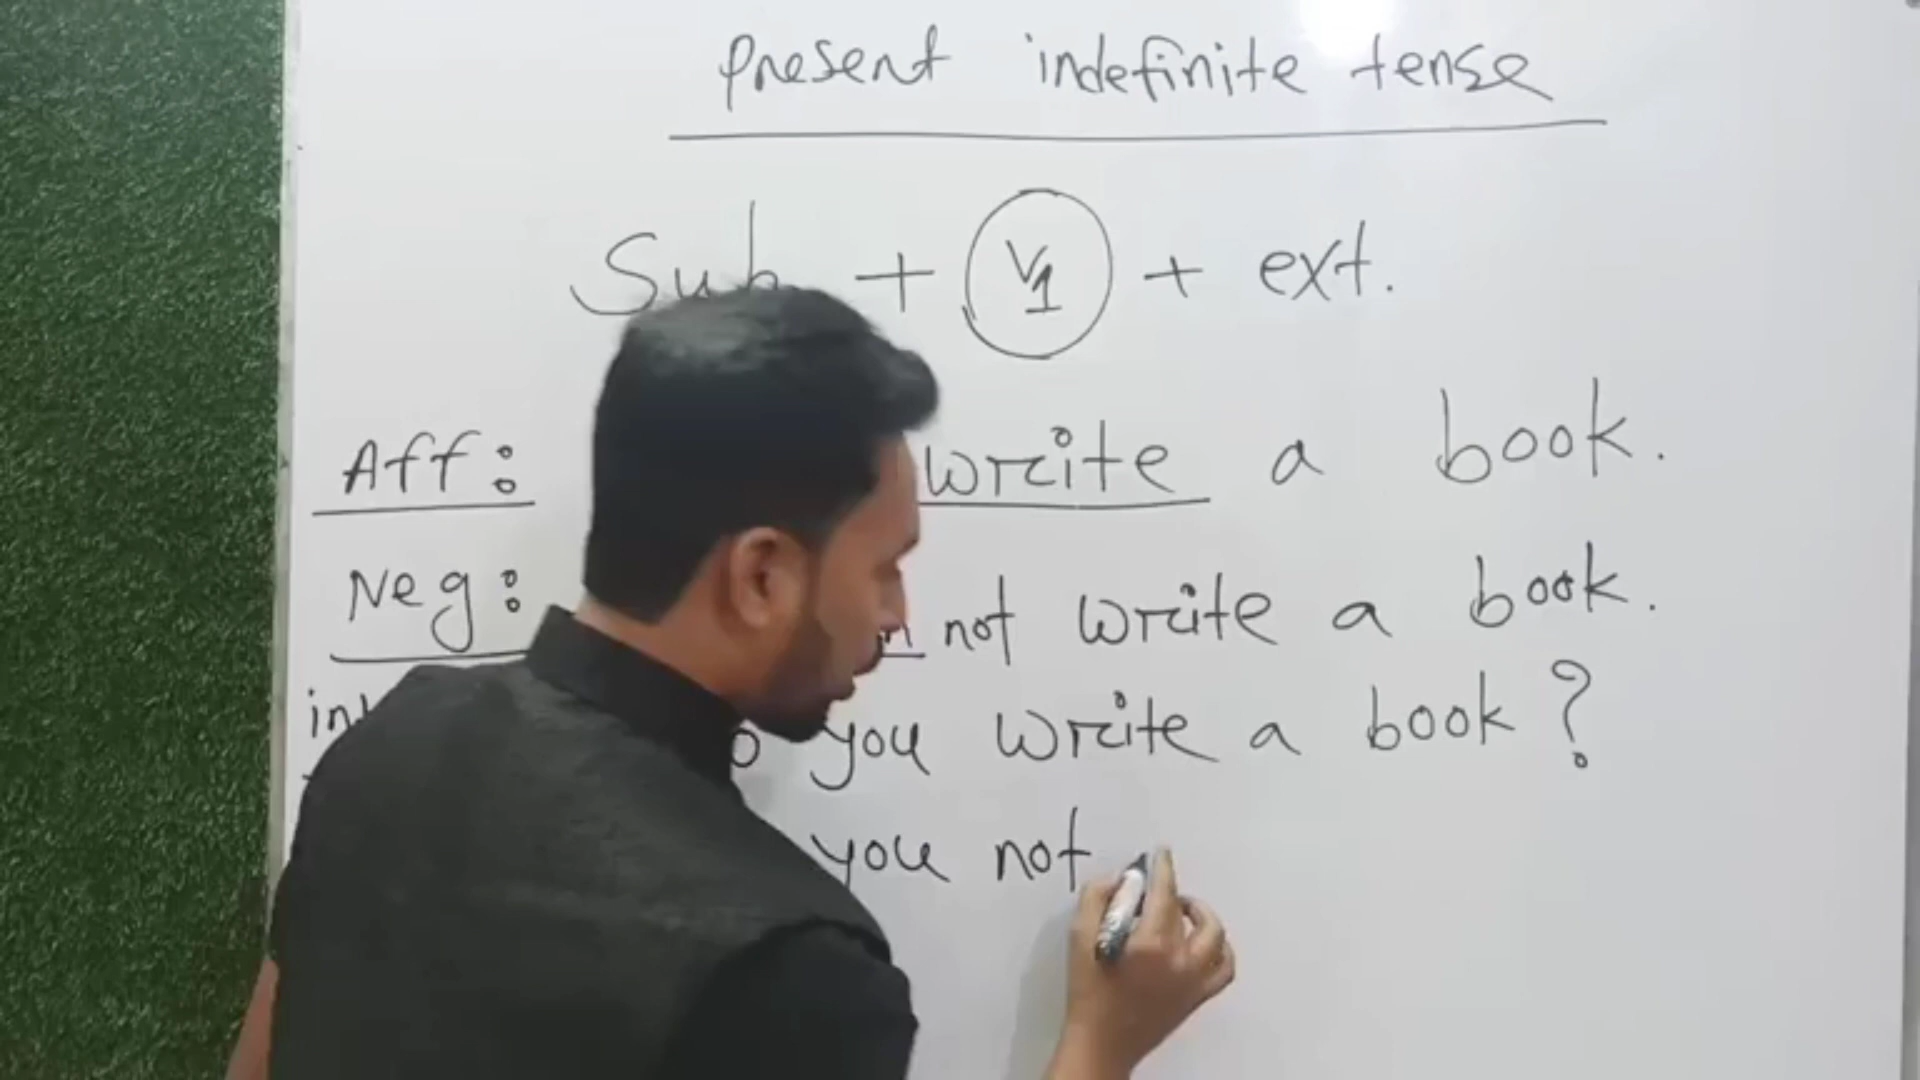 present indefinite tense
Sub + V1 + ext.
Aff: write a book.
Neg: not write a book.
you write a book?
you not